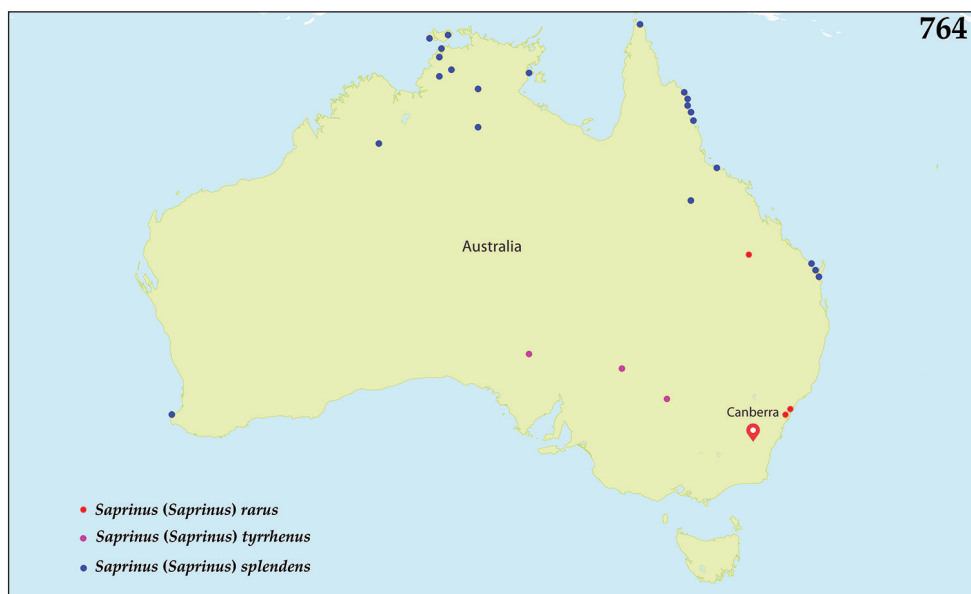 764
Australia
Canberra
Saprinus (Saprinus) rarus
Saprinus (Saprinus) tyrrhenus
Saprinus (Saprinus) splendens